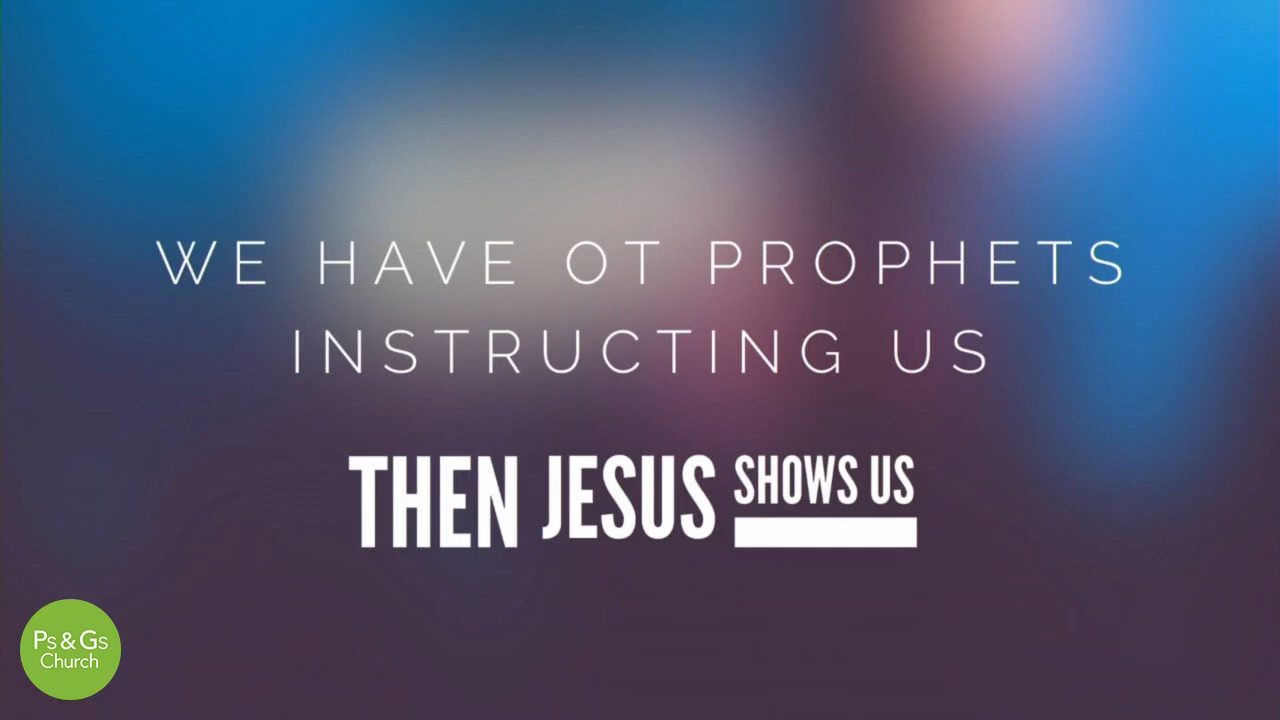 WE HAVE OT PROPHETS
INSTRUCTING US
THEN JESUS SHOWS US
Ps & Gs
Church